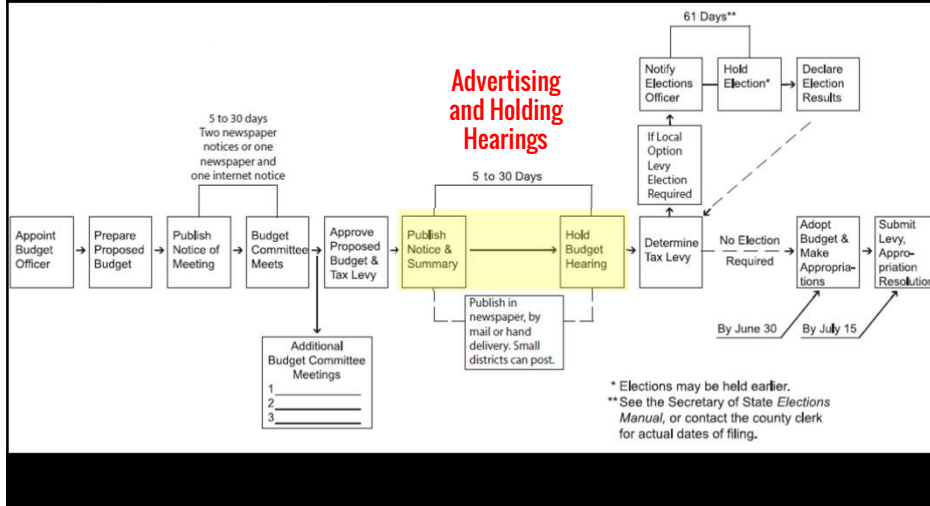 61 Days**
Advertising
and Holding
Hearings
Notify
Elections
Officer
Hold
Election*
Declare
Election
Results
5 to 30 days
Two newspaper
notices or one
newspaper and
one internet notice
If Local
Option
Levy
Election
Required
5 to 30 Days
Appoint
Budget
Officer
Prepare
Proposed
Budget
Publish
Notice of
Meeting
Budget
Committee
Meets
Approve
Proposed
Budget &
Tax Levy
Publish
Notice &
Summary
Hold
Budget
Hearing
Determine
Tax Levy
No Election
Required
Adopt
Budget &
Make
Appropria-
tions
Submit
Levy,
Appro-
priation
Resolution
Publish in
newspaper, by
mail or hand
delivery. Small
districts can post.
By June 30
By July 15
Additional
Budget Committee
Meetings
1
2
3
* Elections may be held earlier.
** See the Secretary of State Elections
Manual, or contact the county clerk
for actual dates of filing.